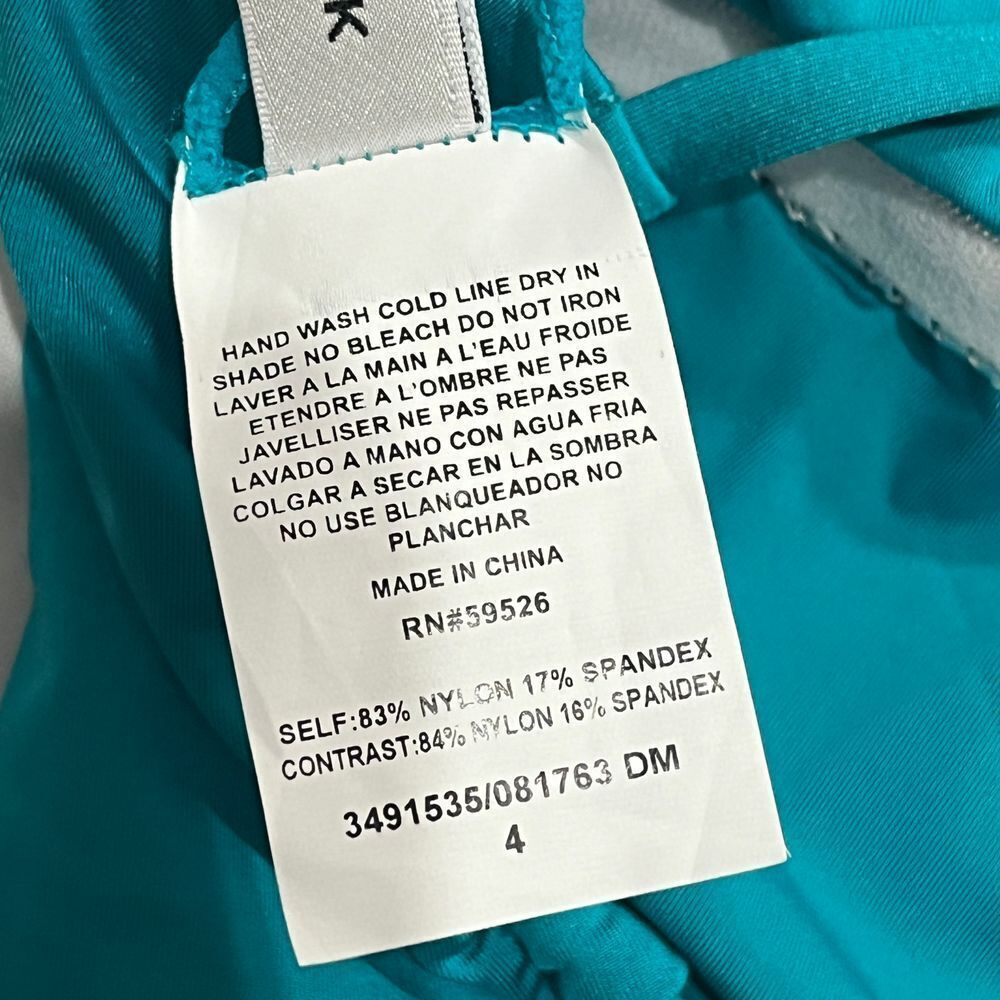 K
HAND WASH COLD LINE DRY IN
SHADE NO BLEACH DO NOT IRON
LAVER A LA MAIN A L'EAU FROIDE
ETENDRE A L'OMBRE NE PAS
JAVELLISER NE PAS REPASSER
LAVADO A MANO CON AGUA FRIA
COLGAR A SECAR EN LA SOMBRA
NO USE BLANQUEADOR NO
PLANCHAR
MADE IN CHINA
RN#59526
SELF:83% NYLON 17% SPANDEX
CONTRAST:84% NYLON 16% SPANDEX
3491535/081763 DM
4